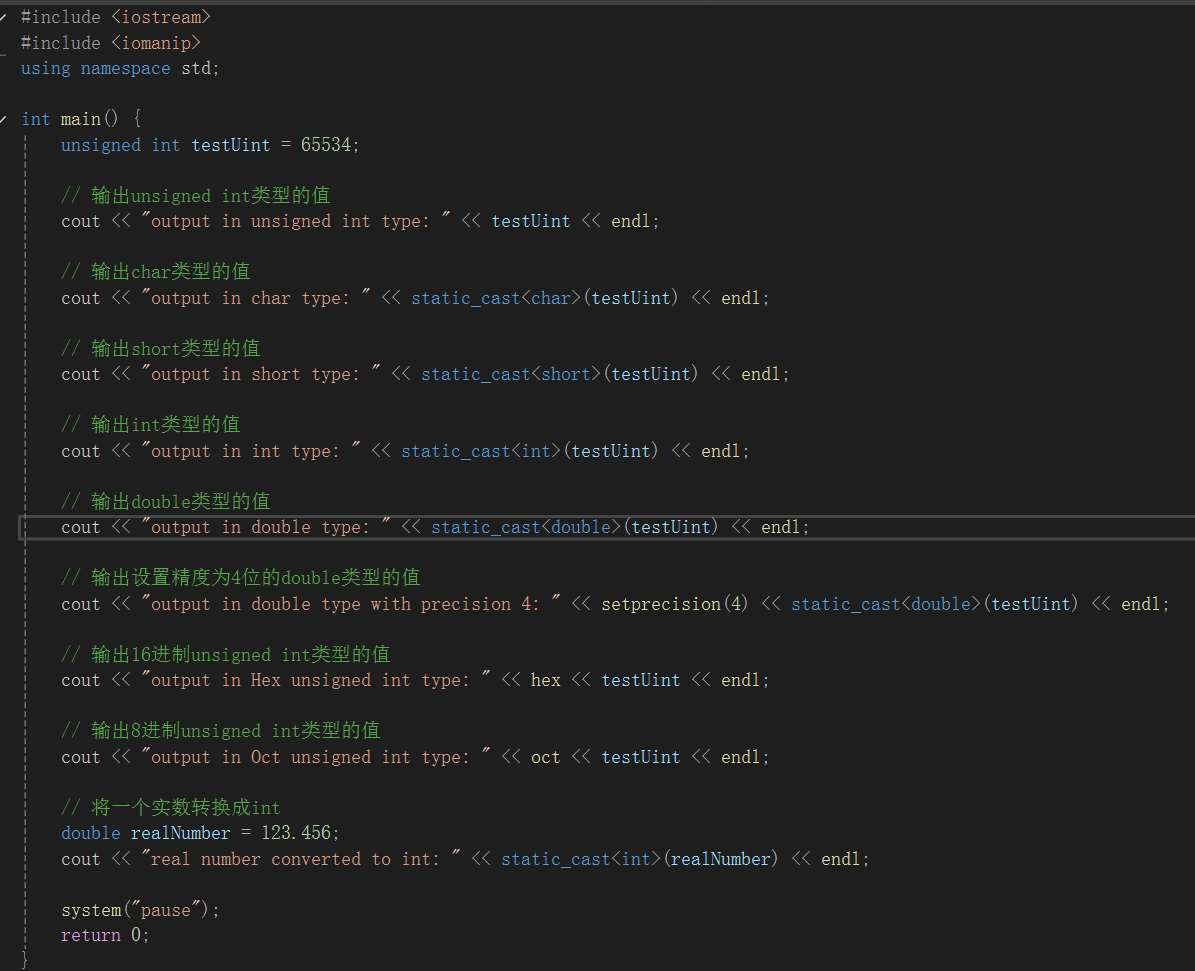 #include <iostream>
#include <iomanip>
using namespace std;
int main() {
unsigned int testUint = 65534;
// 输出unsigned int类型的值
cout << "output in unsigned int type: " << testUint << endl;
// 输出char类型的值
cout << "output in char type: " << static_cast<char>(testUint) << endl;
// 输出short类型的值
cout << "output in short type: " << static_cast<short>(testUint) << endl;
// 输出int类型的值
cout << "output in int type: " << static_cast<int>(testUint) << endl;
// 输出double类型的值
cout << "output in double type: " << static_cast<double>(testUint) << endl;
// 输出设置精度为4位的double类型的值
cout << "output in double type with precision 4: " << setprecision(4) << static_cast<double>(testUint) << endl;
// 输出16进制unsigned int类型的值
cout << "output in Hex unsigned int type: " << hex << testUint << endl;
// 输出8进制unsigned int类型的值
cout << "output in Oct unsigned int type: " << oct << testUint << endl;
// 将一个实数转换成int
double realNumber = 123.456;
cout << "real number converted to int: " << static_cast<int>(realNumber) << endl;
system("pause");
return 0;
}